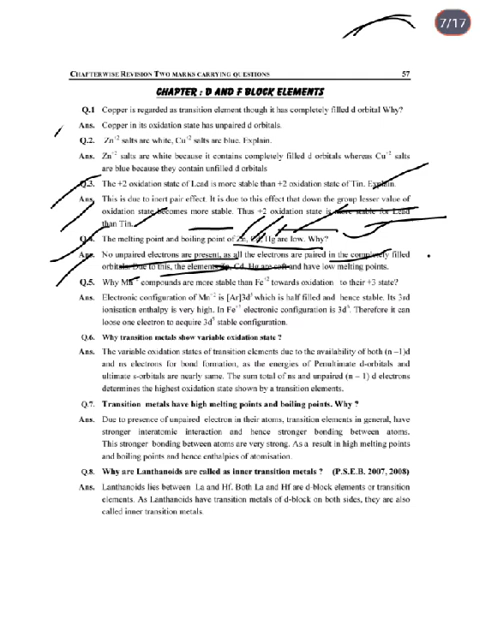 7/17
CHAPTERWISE REVISION TWO MARKS CARRYING QUESTIONS 57
CHAPTER : D AND F BLOCK ELEMENTS
Q.1 Copper is regarded as transition element though it has completely filled d orbital Why?
Ans. Copper in its oxidation state has unpaired d orbitals.
Q.2. Zn+2 salts are white, Cu+2 salts are blue. Explain.
Ans. Zn+2 salts are white because it contains completely filled d orbitals whereas Cu+2 salts
are blue because they contain unfilled d orbitals
Q.3. The +2 oxidation state of Lead is more stable than +2 oxidation state of Tin. Explain.
Ans. This is due to inert pair effect. It is due to this effect that down the group lesser value of
oxidation state becomes more stable. Thus +2 oxidation state is more stable for Lead
than Tin.
Q.4. The melting point and boiling point of Zn, Cd, Hg are low. Why?
Ans. No unpaired electrons are present, as all the electrons are paired in the completely filled
orbitals. Due to this, the elements Zn, Cd, Hg are soft and have low melting points.
Q.5. Why Mn+2 compounds are more stable than Fe+2 towards oxidation to their +3 state?
Ans. Electronic configuration of Mn+2 is [Ar]3d5 which is half filled and hence stable. Its 3rd
ionisation enthalpy is very high. In Fe+2 electronic configuration is 3d6. Therefore it can
loose one electron to acquire 3d5 stable configuration.
Q.6. Why transition metals show variable oxidation state ?
Ans. The variable oxidation states of transition elements due to the availability of both (n –1)d
and ns electrons for bond formation, as the energies of Penultimate d-orbitals and
ultimate s-orbitals are nearly same. The sum total of ns and unpaired (n – 1) d electrons
determines the highest oxidation state shown by a transition elements.
Q.7. Transition metals have high melting points and boiling points. Why ?
Ans. Due to presence of unpaired electron in their atoms, transition elements in general, have
stronger interatomic interaction and hence stronger bonding between atoms.
This stronger bonding between atoms are very strong. As a result in high melting points
and boiling points and hence enthalpies of atomisation.
Q.8. Why are Lanthanoids are called as inner transition metals ? (P.S.E.B. 2007, 2008)
Ans. Lanthanoids lies between La and Hf. Both La and Hf are d-block elements or transition
elements. As Lanthanoids have transition metals of d-block on both sides, they are also
called inner transition metals.